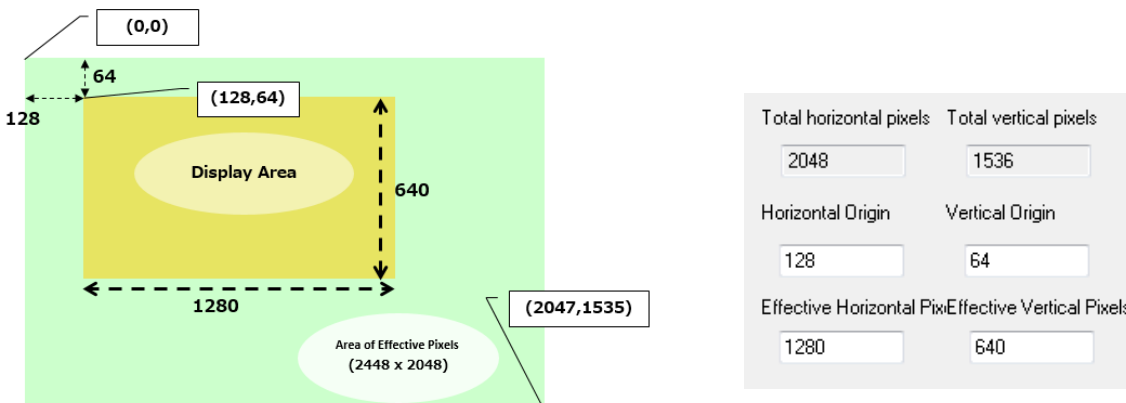 (0,0)
64
(128,64)
128
Display Area
640
1280
(2047,1535)
Area of Effective Pixels
(2448 x 2048)
Total horizontal pixels Total vertical pixels
2048 1536
Horizontal Origin Vertical Origin
128 64
Effective Horizontal Pix Effective Vertical Pixels
1280 640